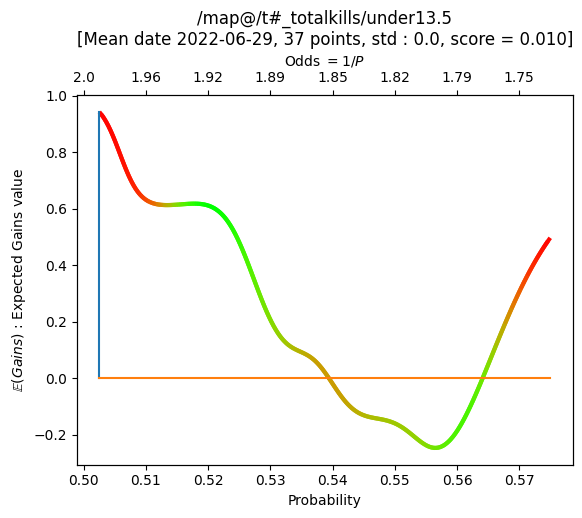 /map@/t#_totalkills/under13.5
[Mean date 2022-06-29, 37 points, std : 0.0, score = 0.010]
Odds = 1/P
2.0 1.96 1.92 1.89 1.85 1.82 1.79 1.75
1.0
0.8
0.6
0.4
0.2
0.0
−0.2
𝔼(Gains) : Expected Gains value
0.50 0.51 0.52 0.53 0.54 0.55 0.56 0.57
Probability